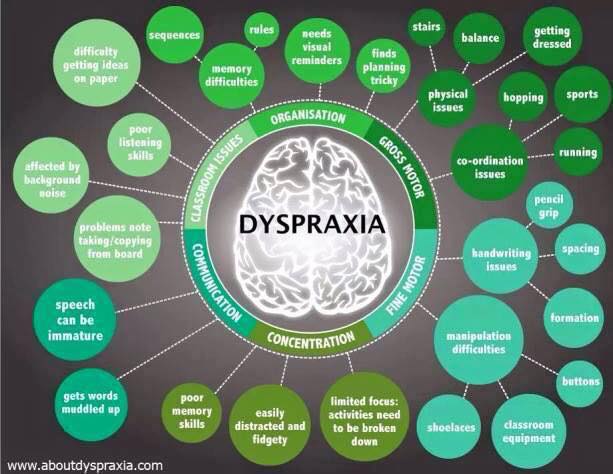 difficulty
getting ideas
on paper
sequences
rules
memory
difficulties
needs
visual
reminders
finds
planning
tricky
stairs
balance
getting
dressed
physical
issues
hopping
sports
running
co-ordination
issues
poor
listening
skills
affected by
background
noise
problems note
taking/copying
from board
CLASSROOM ISSUES
ORGANISATION
GROSS MOTOR
DYSPRAXIA
COMMUNICATION
CONCENTRATION
FINE MOTOR
pencil
grip
handwriting
issues
spacing
formation
manipulation
difficulties
buttons
shoelaces
classroom
equipment
speech
can be
immature
gets words
muddled up
poor
memory
skills
easily
distracted and
fidgety
limited focus:
activities need
to be broken
down
www.aboutdyspraxia.com